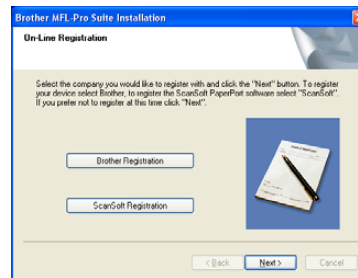 Brother MFL-Pro Suite Installation
On-Line Registration
Select the company you would like to register with and click the "Next" button. To register
your device select Brother, to register the ScanSoft PaperPort software select "ScanSoft".
If you prefer not to register at this time click "Next".
Brother Registration
ScanSoft Registration
< Back
Next >
Cancel